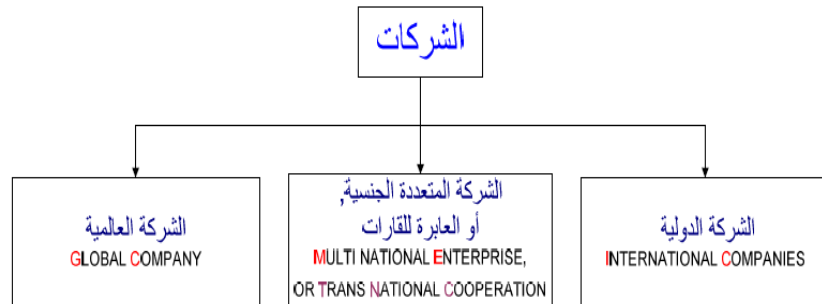 الشركات
الشركة الدولية
INTERNATIONAL COMPANIES
الشركة المتعددة الجنسية,
أو العابرة للقارات
MULTI NATIONAL ENTERPRISE,
OR TRANS NATIONAL COOPERATION
الشركة العالمية
GLOBAL COMPANY